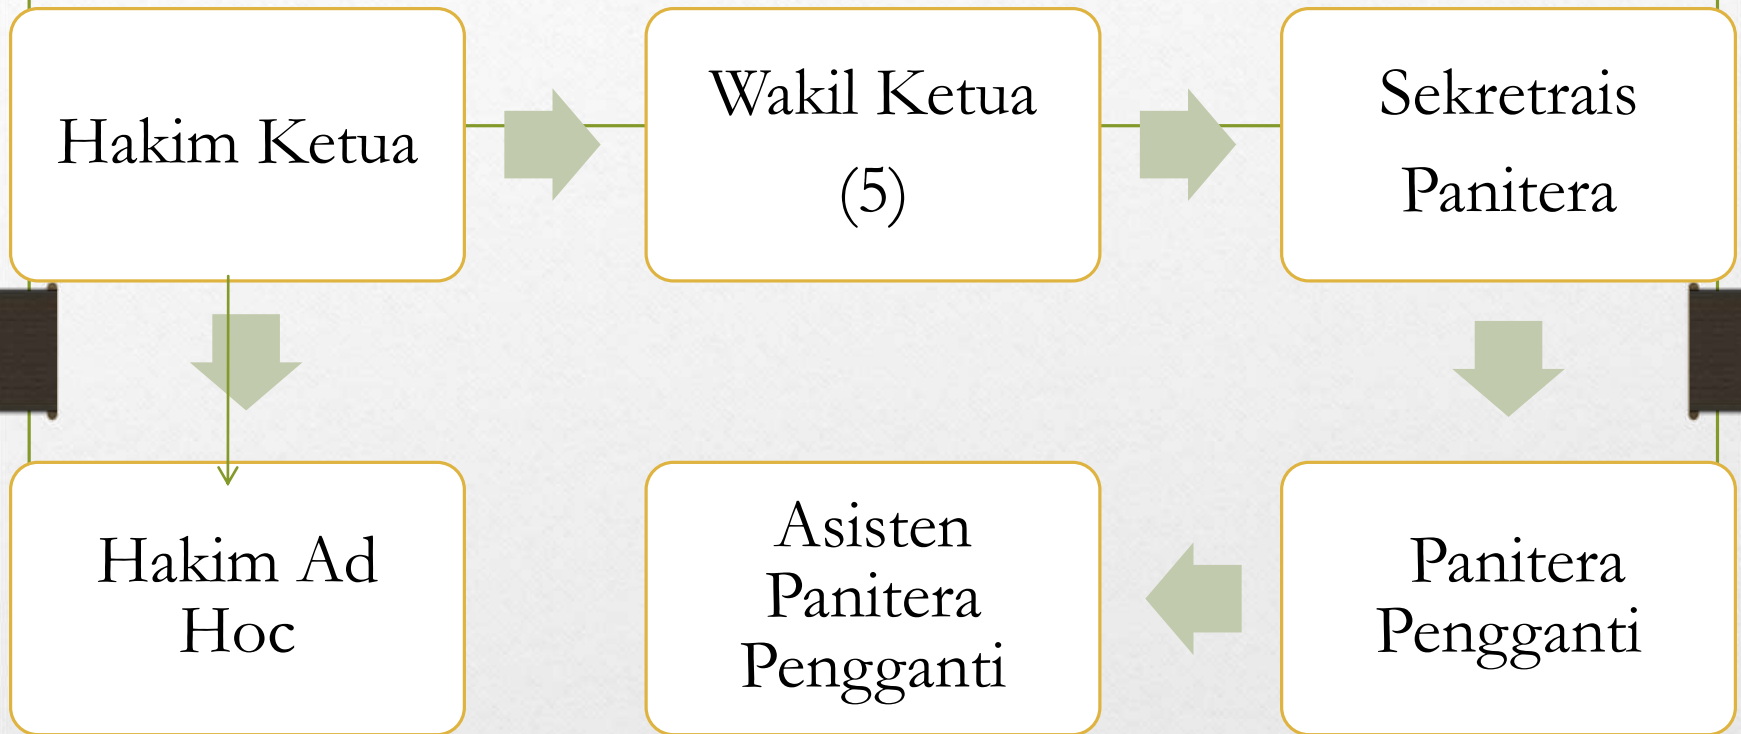 Hakim Ketua
Wakil Ketua
(5)
Sekretrais
Panitera
Hakim Ad
Hoc
Asisten
Panitera
Pengganti
Panitera
Pengganti